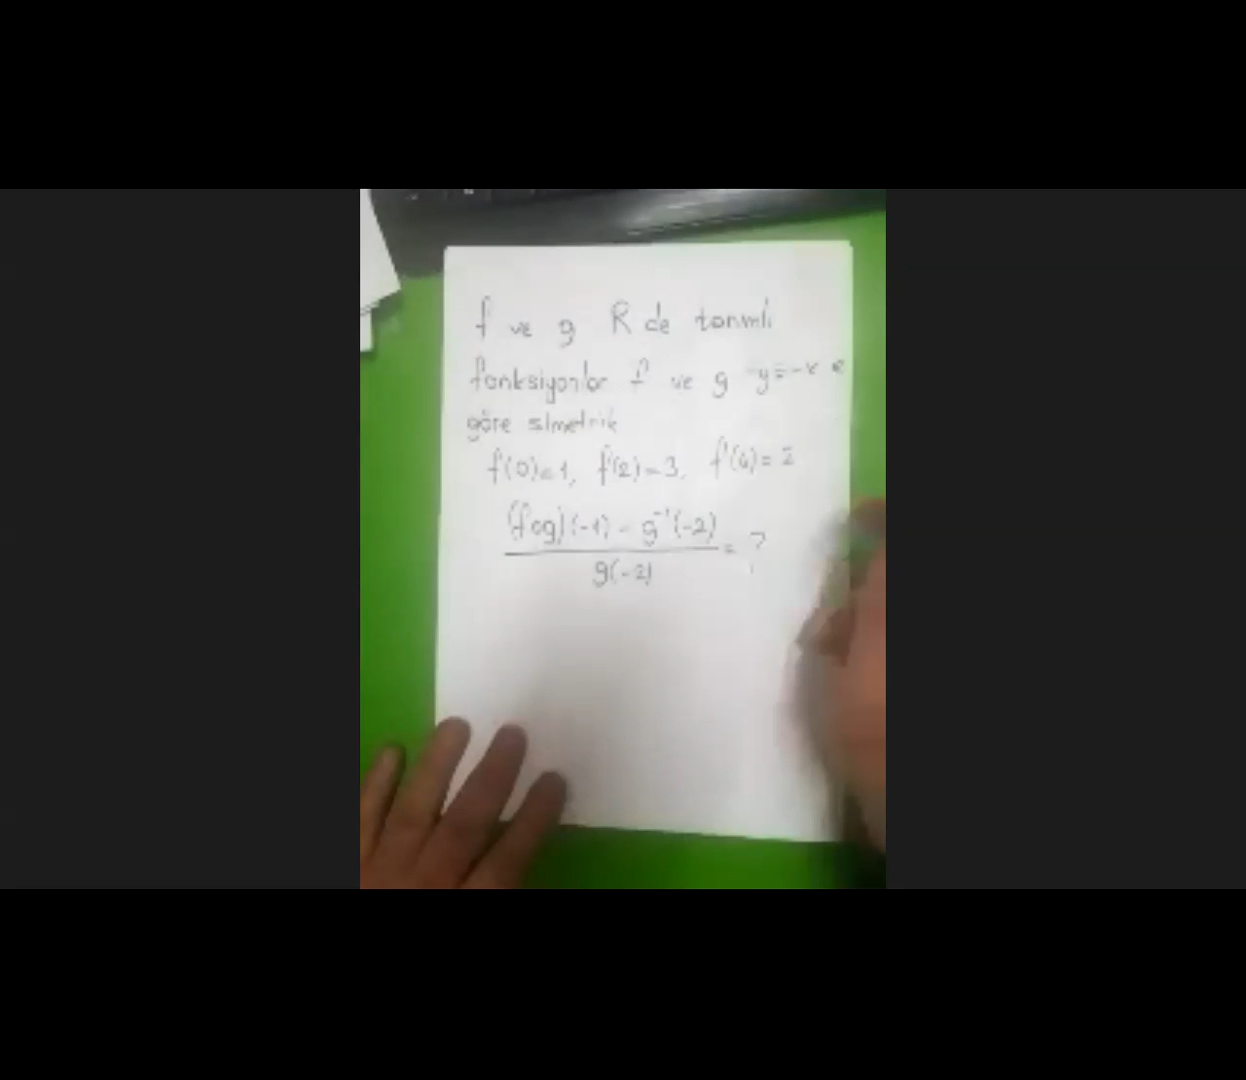 f ve g R de tanımlı
fonksiyonlar f ve g y=-x e
göre simetrik
f(0)=1, f(2)=3, f(4)=2
(fog)(-1) - g⁻¹(-2)
g(-2)
= ?